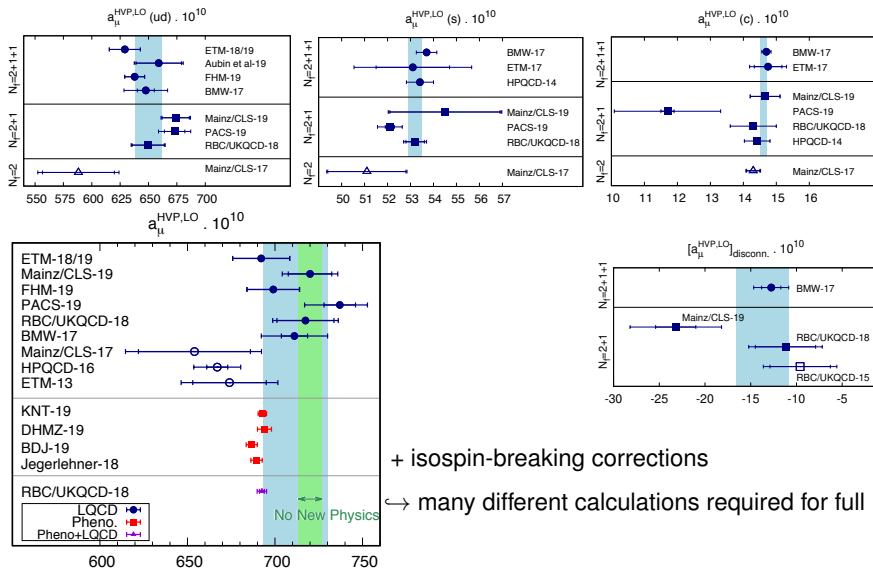 a_μ^{HVP,LO} (ud) . 10^10
N_f=2+1+1
ETM-18/19
Aubin et al-19
FHM-19
BMW-17
N_f=2+1
Mainz/CLS-19
PACS-19
RBC/UKQCD-18
N_f=2
Mainz/CLS-17
550 575 600 625 650 675 700
a_μ^{HVP,LO} (s) . 10^10
N_f=2+1+1
BMW-17
ETM-17
HPQCD-14
N_f=2+1
Mainz/CLS-19
PACS-19
RBC/UKQCD-18
N_f=2
Mainz/CLS-17
50 51 52 53 54 55 56 57
a_μ^{HVP,LO} (c) . 10^10
N_f=2+1+1
BMW-17
ETM-17
N_f=2+1
Mainz/CLS-19
PACS-19
RBC/UKQCD-18
HPQCD-14
N_f=2
Mainz/CLS-17
10 11 12 13 14 15 16
a_μ^{HVP,LO} . 10^10
ETM-18/19
Mainz/CLS-19
FHM-19
PACS-19
RBC/UKQCD-18
BMW-17
Mainz/CLS-17
HPQCD-16
ETM-13
KNT-19
DHMZ-19
BDJ-19
Jegerlehner-18
RBC/UKQCD-18
No New Physics
LQCD
Pheno.
Pheno+LQCD
600 650 700 750
[a_μ^{HVP,LO}]_{disconn.} . 10^10
N_f=2+1+1
BMW-17
N_f=2+1
Mainz/CLS-19
RBC/UKQCD-18
RBC/UKQCD-15
-30 -25 -20 -15 -10 -5
+ isospin-breaking corrections
↪ many different calculations required for full